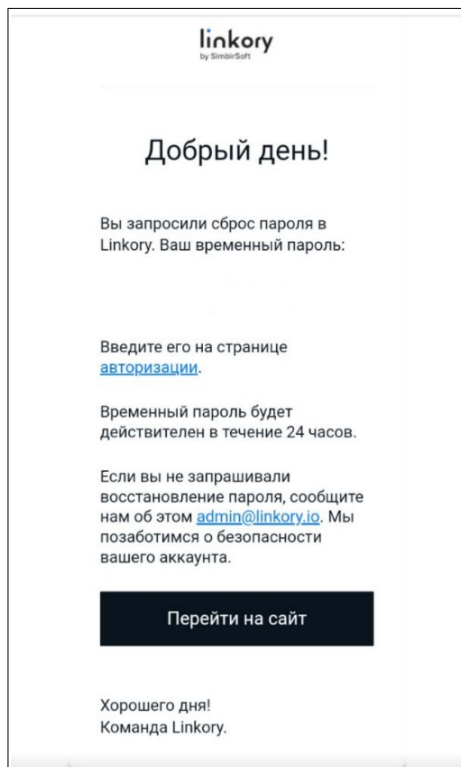 linkory
by SimbirSoft
Добрый день!
Вы запросили сброс пароля в
Linkory. Ваш временный пароль:
Введите его на странице
авторизации.
Временный пароль будет
действителен в течение 24 часов.
Если вы не запрашивали
восстановление пароля, сообщите
нам об этом admin@linkory.io. Мы
позаботимся о безопасности
вашего аккаунта.
Перейти на сайт
Хорошего дня!
Команда Linkory.